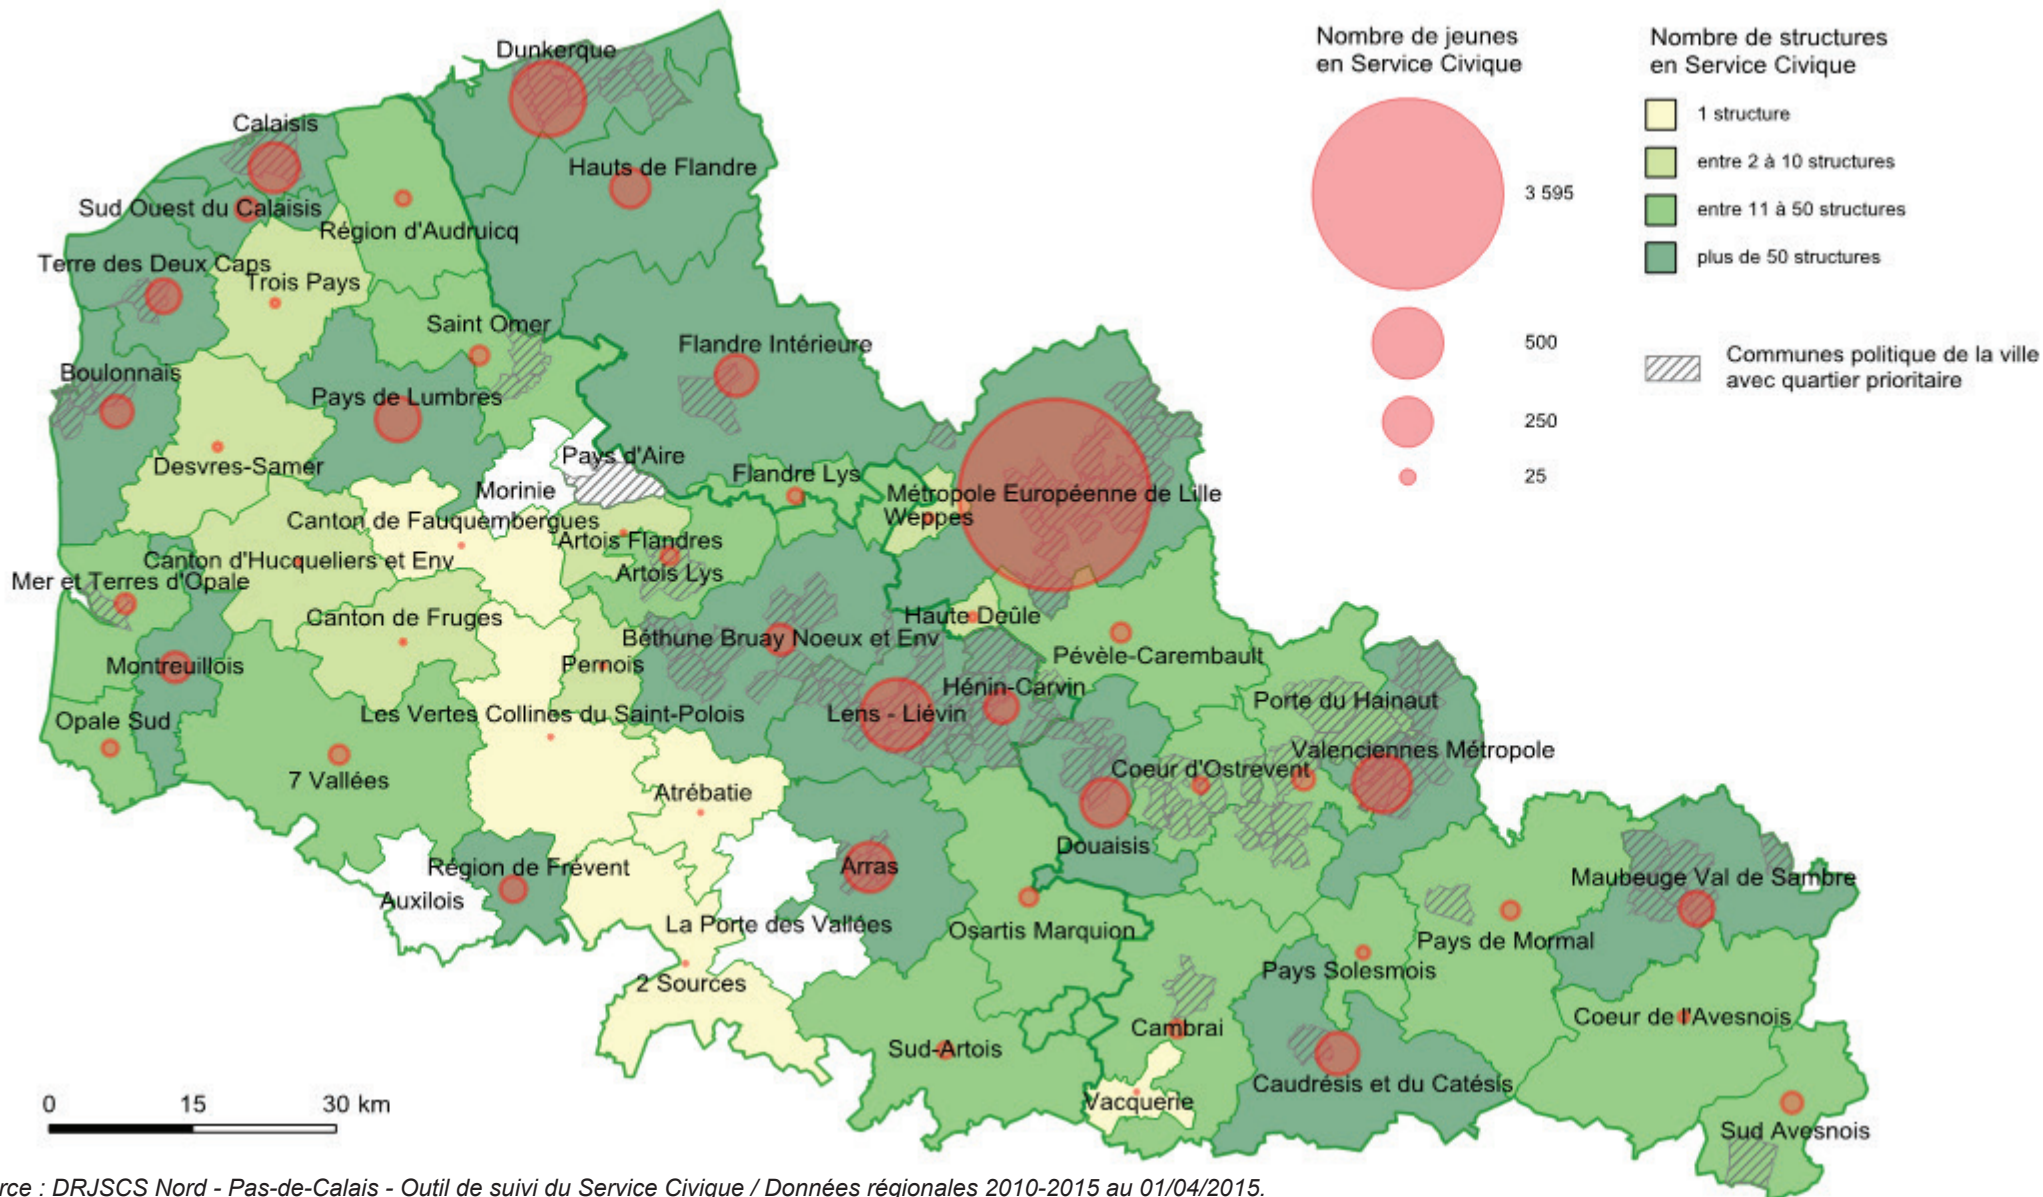 Dunkerque
Calaisis
Hauts de Flandre
Sud Ouest du Calaisis
Région d'Audruicq
Terre des Deux Caps
Trois Pays
Saint Omer
Flandre Intérieure
Boulonnais
Pays de Lumbres
Pays d'Aire
Desvres-Samer
Flandre Lys
Morinie
Métropole Européenne de Lille
Weppes
Canton de Fauquembergues
Artois Flandres
Canton d'Hucqueliers et Env
Artois Lys
Mer et Terres d'Opale
Canton de Fruges
Haute Deûle
Béthune Bruay Noeux et Env
Pévèle-Carembault
Montreuillois
Pernois
Hénin-Carvin
Porte du Hainaut
Opale Sud
Les Vertes Collines du Saint-Polois
Lens - Liévin
Valenciennes Métropole
7 Vallées
Coeur d'Ostrevent
Atrébatie
Douaisis
Région de Frévent
Arras
Maubeuge Val de Sambre
Auxilois
La Porte des Vallées
Osartis Marquion
Pays de Mormal
Pays Solesmois
2 Sources
Coeur de l'Avesnois
Cambrai
Sud-Artois
Caudrésis et du Catésis
Vacquerie
Sud Avesnois
Nombre de jeunes
en Service Civique
3 595
500
250
25
Nombre de structures
en Service Civique
1 structure
entre 2 à 10 structures
entre 11 à 50 structures
plus de 50 structures
Communes politique de la ville
avec quartier prioritaire
0 15 30 km
rce : DRJSCS Nord - Pas-de-Calais - Outil de suivi du Service Civique / Données régionales 2010-2015 au 01/04/2015.